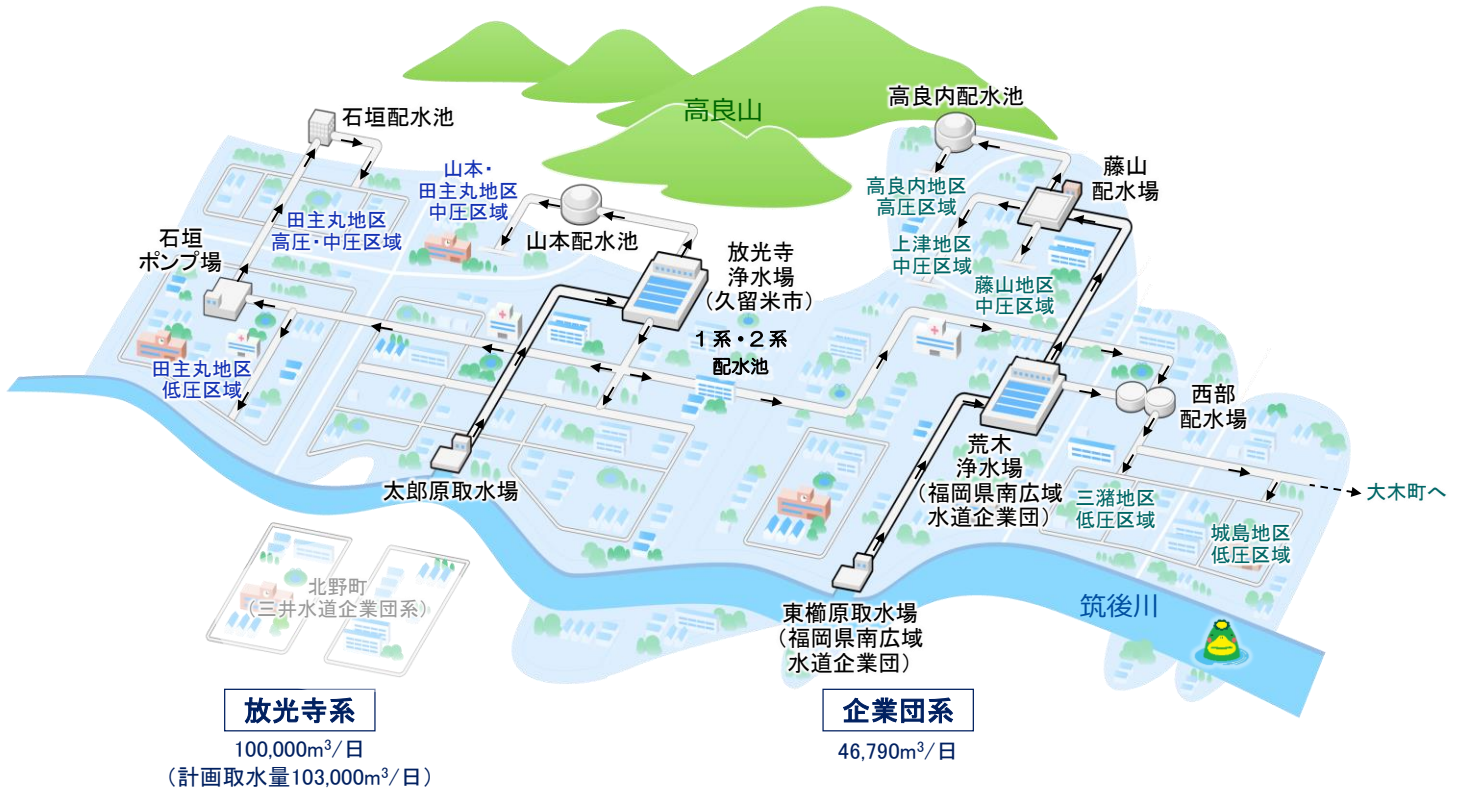 高良山
高良内配水池
石垣配水池
藤山
配水場
山本・
田主丸地区
中圧区域
高良内地区
高圧区域
田主丸地区
高圧・中圧区域
石垣
ポンプ場
山本配水池
放光寺
浄水場
（久留米市）
上津地区
中圧区域
藤山地区
中圧区域
１系・２系
配水池
田主丸地区
低圧区域
西部
配水場
太郎原取水場
荒木
浄水場
（福岡県南広域
水道企業団）
三潴地区
低圧区域
大木町へ
城島地区
低圧区域
北野町
（三井水道企業団系）
東櫛原取水場
（福岡県南広域
水道企業団）
筑後川
放光寺系
100,000m³/日
（計画取水量103,000m³/日）
企業団系
46,790m³/日